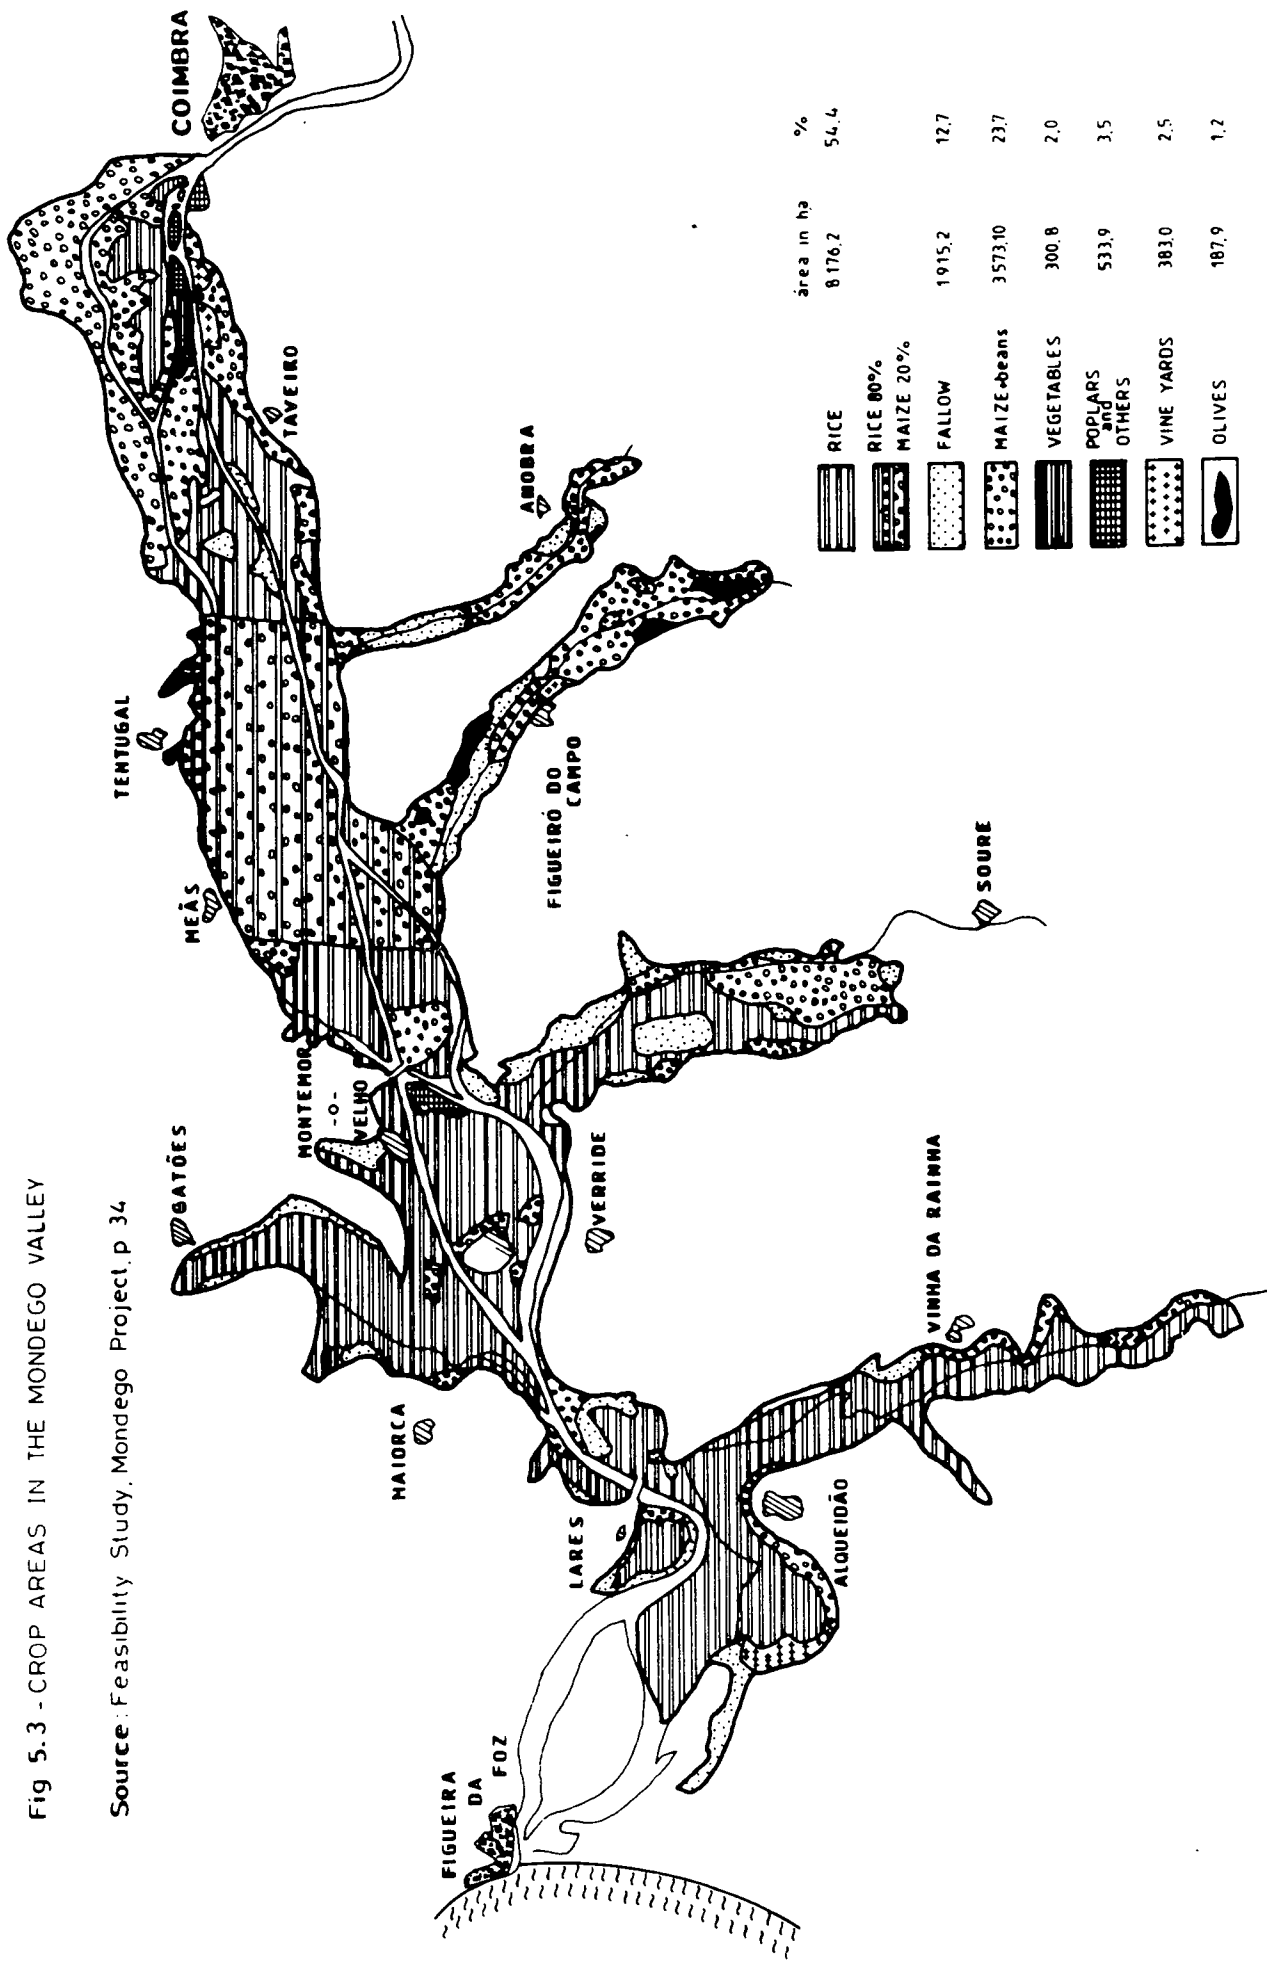 Fig 5.3 - CROP AREAS IN THE MONDEGO VALLEY
Source: Feasibility Study, Mondego Project, p 34
COIMBRA
TAVEIRO
ANOBRA
TENTUGAL
FIGUEIRÓ DO
CAMPO
MEÃS
SOURE
MONTEMOR
-O-
VELHO
GATÕES
VERRIDE
VINHA DA RAINHA
MAIORCA
LARES
ALQUEIDÃO
FIGUEIRA
DA
FOZ
área in ha %
RICE 8176,2 54,4
RICE 80%
MAIZE 20%
FALLOW 1915,2 12,7
MAIZE+beans 3573,10 23,7
VEGETABLES 300,8 2,0
POPLARS
and
OTHERS 533,9 3,5
VINE YARDS 383,0 2,5
OLIVES 187,9 1,2